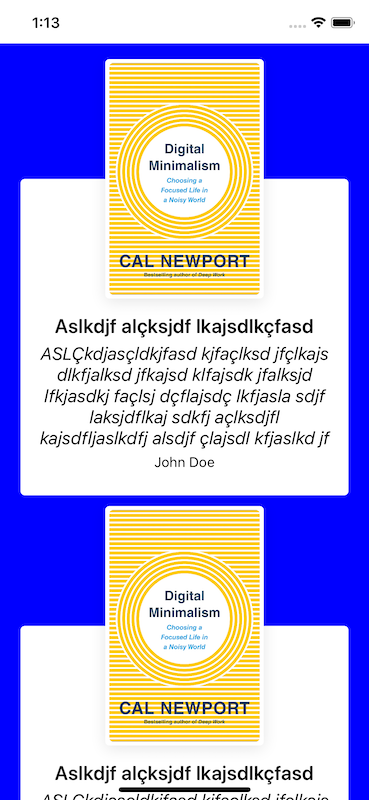 1:13
Digital
Minimalism
Choosing a
Focused Life in
a Noisy World
CAL NEWPORT
Bestselling author of Deep Work
Aslkdjf alçksjdf lkajsdlkçfasd
ASLÇkdjasçldkjfasd kjfaçlksd jfçlkajs
dlkfjalksd jfkajsd klfajsdk jfalksjd
lfkjasdkj façlsj dçflajsdç lkfjasla sdjf
laksjdflkaj sdkfj açlksdjfl
kajsdfljaslkdfj alsdjf çlajsdl kfjaslkd jf
John Doe
Digital
Minimalism
Choosing a
Focused Life in
a Noisy World
CAL NEWPORT
Bestselling author of Deep Work
Aslkdjf alçksjdf lkajsdlkçfasd
ASLÇkdjasçldkjfasd kjfaçlksd jfçlkajs